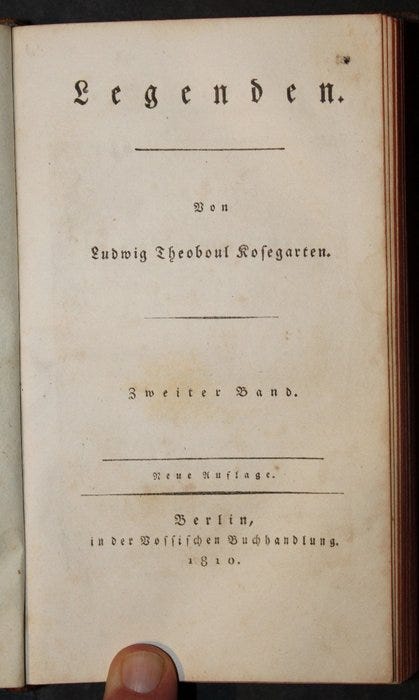 Legenden.
Von
Ludwig Theoboul Kosegarten.
Zweiter Band.
Neue Auflage.
Berlin,
in der Vossischen Buchhandlung.
1810.